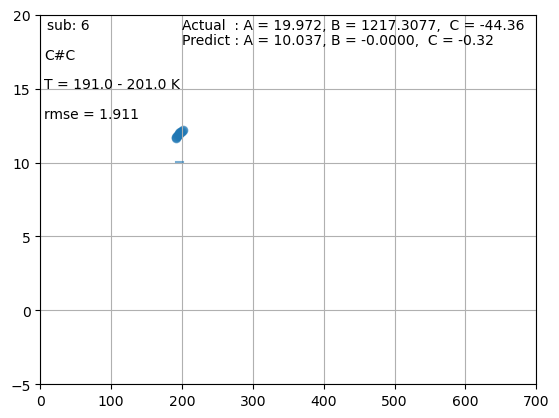 sub: 6
Actual  : A = 19.972, B = 1217.3077,  C = -44.36
Predict : A = 10.037, B = -0.0000,  C = -0.32
C#C
T = 191.0 - 201.0 K
rmse = 1.911
20
15
10
5
0
−5
0 100 200 300 400 500 600 700